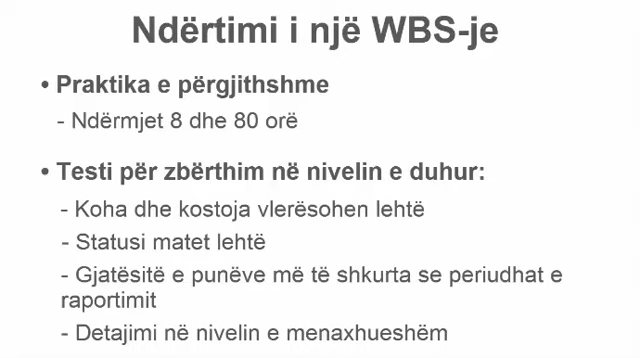 Ndërtimi i një WBS-je
• Praktika e përgjithshme
- Ndërmjet 8 dhe 80 orë
• Testi për zbërthim në nivelin e duhur:
- Koha dhe kostoja vlerësohen lehtë
- Statusi matet lehtë
- Gjatësitë e punëve më të shkurta se periudhat e
raportimit
- Detajimi në nivelin e menaxhueshëm